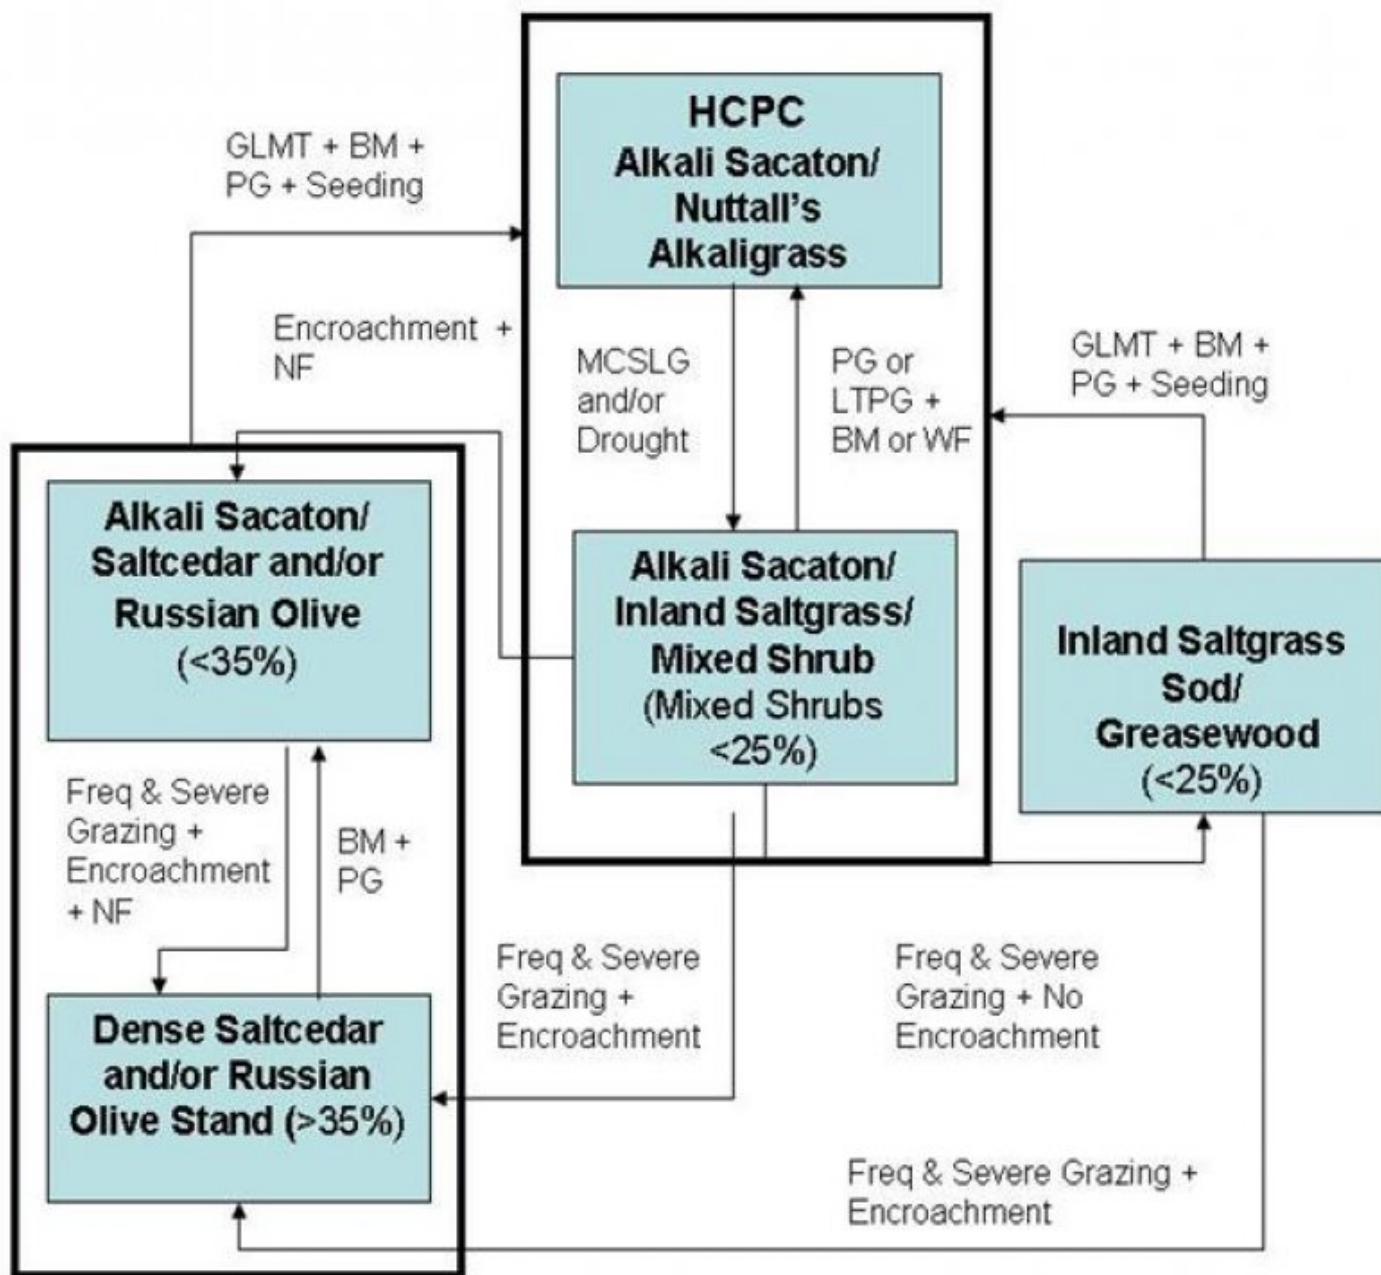 HCPC
Alkali Sacaton/
Nuttall's
Alkaligrass
GLMT + BM +
PG + Seeding
Encroachment +
NF
MCSLG
and/or
Drought
PG or
LTPG +
BM or WF
GLMT + BM +
PG + Seeding
Alkali Sacaton/
Saltcedar and/or
Russian Olive
(<35%)
Alkali Sacaton/
Inland Saltgrass/
Mixed Shrub
(Mixed Shrubs
<25%)
Inland Saltgrass
Sod/
Greasewood
(<25%)
Freq & Severe
Grazing +
Encroachment
+ NF
BM +
PG
Freq & Severe
Grazing +
Encroachment
Freq & Severe
Grazing + No
Encroachment
Dense Saltcedar
and/or Russian
Olive Stand (>35%)
Freq & Severe Grazing +
Encroachment